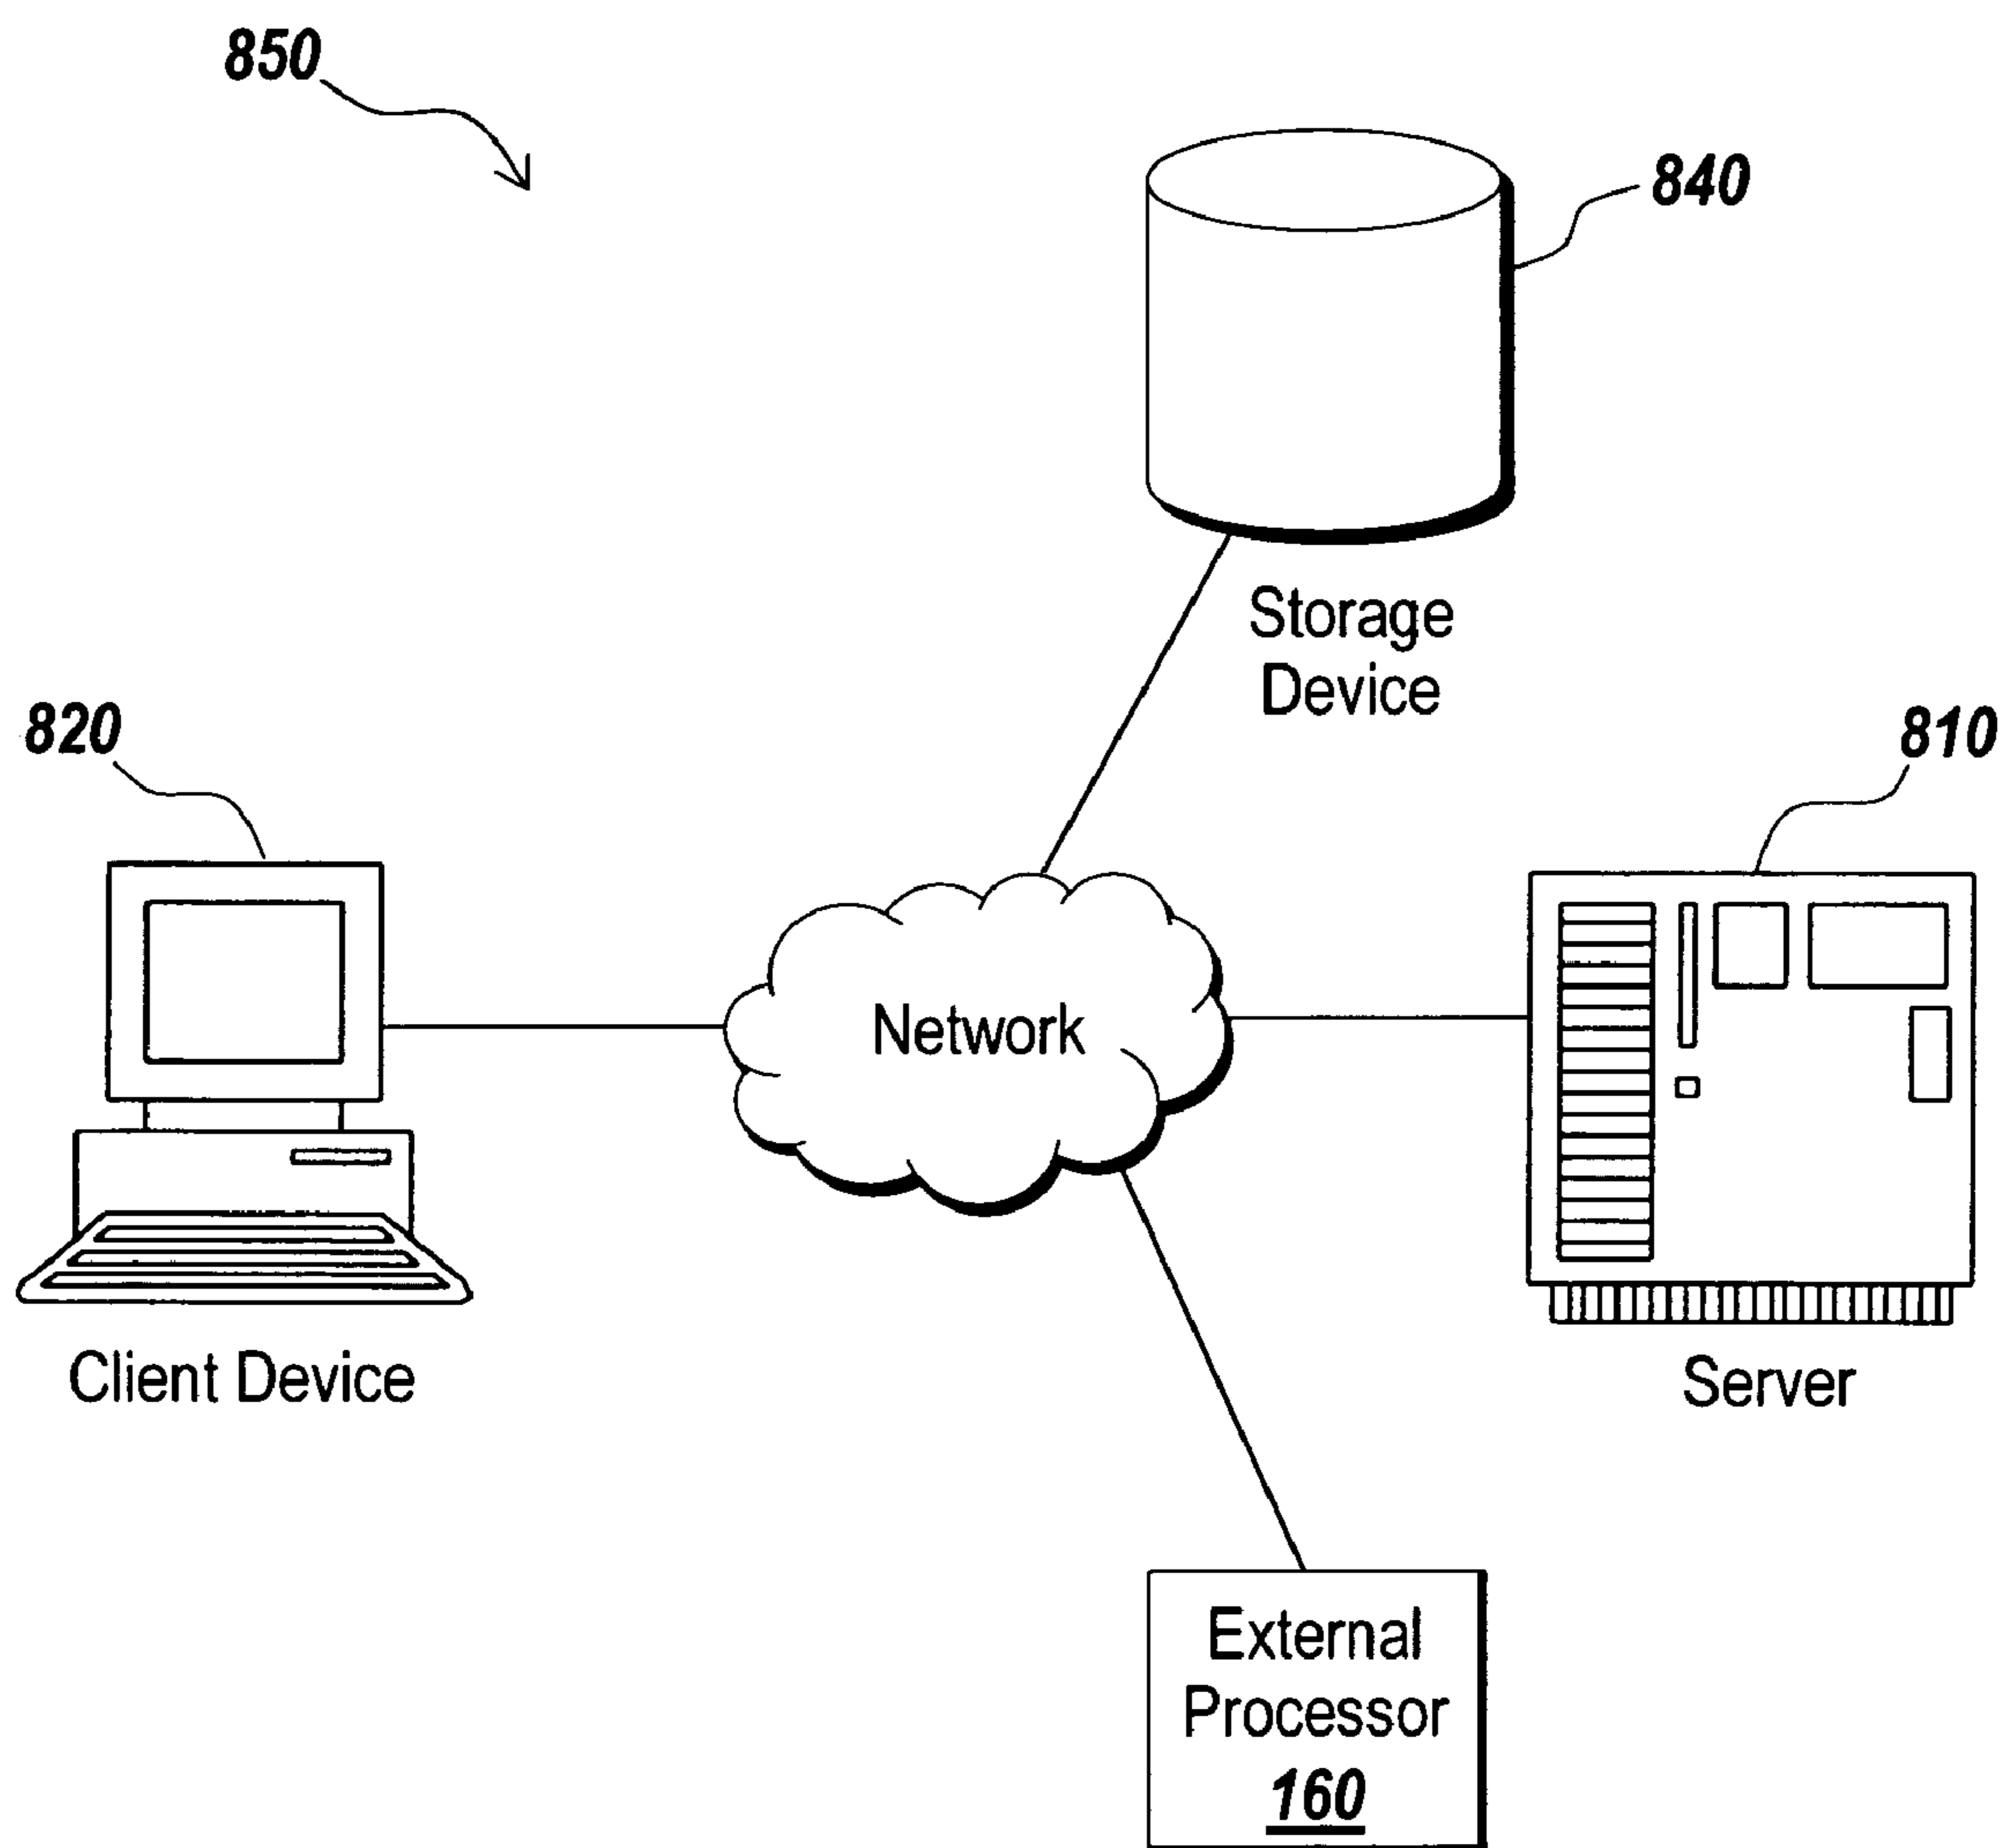 850
840
Storage
Device
820
810
Network
Client Device
Server
External
Processor
160